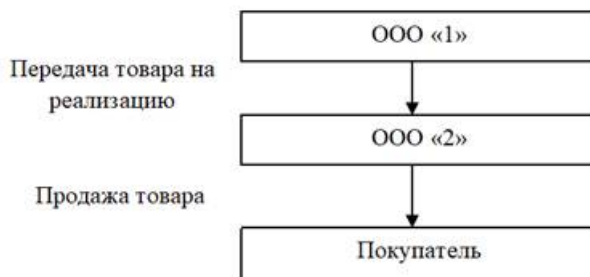 ООО «1»
Передача товара на
реализацию
ООО «2»
Продажа товара
Покупатель